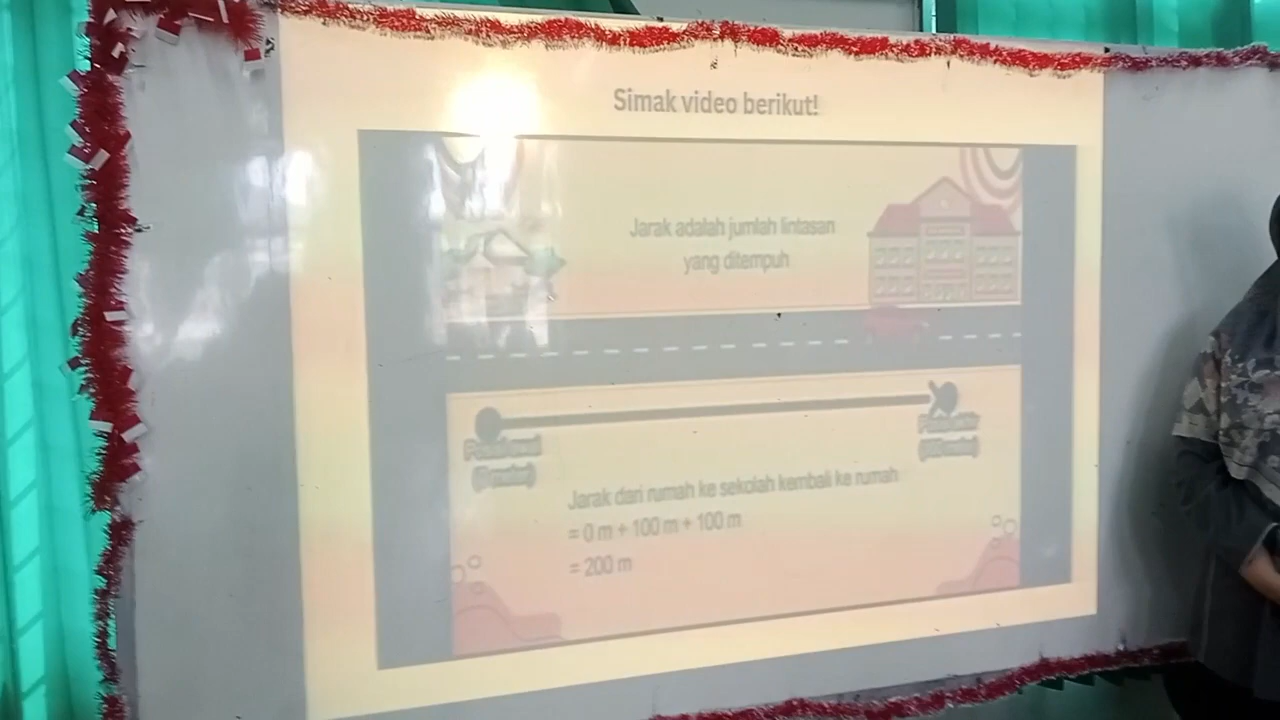 Simak video berikut!
Jarak adalah jumlah lintasan
yang ditempuh
Jarak dari rumah ke sekolah kembali ke rumah
= 0 m + 100 m + 100 m
= 200 m